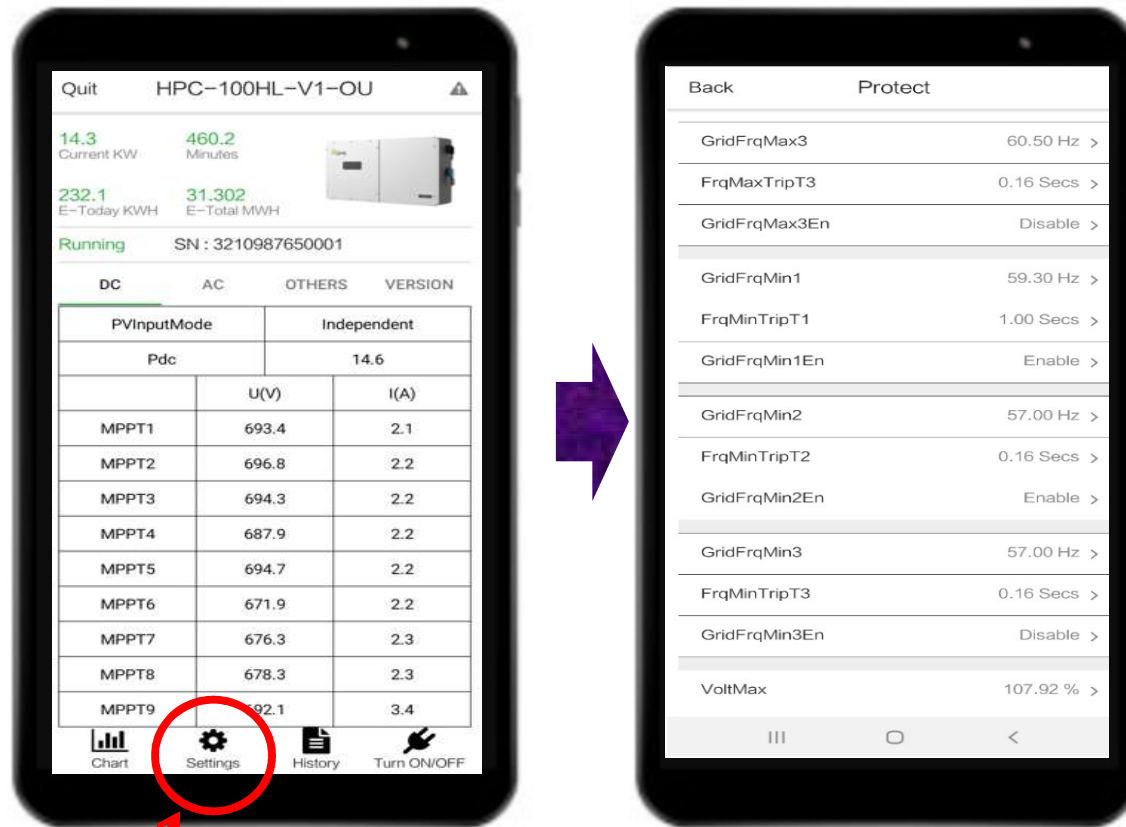 Quit HPC-100HL-V1-OU
14.3 460.2
Current KW Minutes
232.1 31.302
E-Today KWH E-Total MWH
Running SN : 3210987650001
DC AC OTHERS VERSION
PVInputMode Independent
Pdc 14.6
U(V) I(A)
MPPT1 693.4 2.1
MPPT2 696.8 2.2
MPPT3 694.3 2.2
MPPT4 687.9 2.2
MPPT5 694.7 2.2
MPPT6 671.9 2.2
MPPT7 676.3 2.3
MPPT8 678.3 2.3
MPPT9 692.1 3.4
Chart Settings History Turn ON/OFF
Back Protect
GridFrqMax3 60.50 Hz >
FrqMaxTripT3 0.16 Secs >
GridFrqMax3En Disable >
GridFrqMin1 59.30 Hz >
FrqMinTripT1 1.00 Secs >
GridFrqMin1En Enable >
GridFrqMin2 57.00 Hz >
FrqMinTripT2 0.16 Secs >
GridFrqMin2En Enable >
GridFrqMin3 57.00 Hz >
FrqMinTripT3 0.16 Secs >
GridFrqMin3En Disable >
VoltMax 107.92 % >